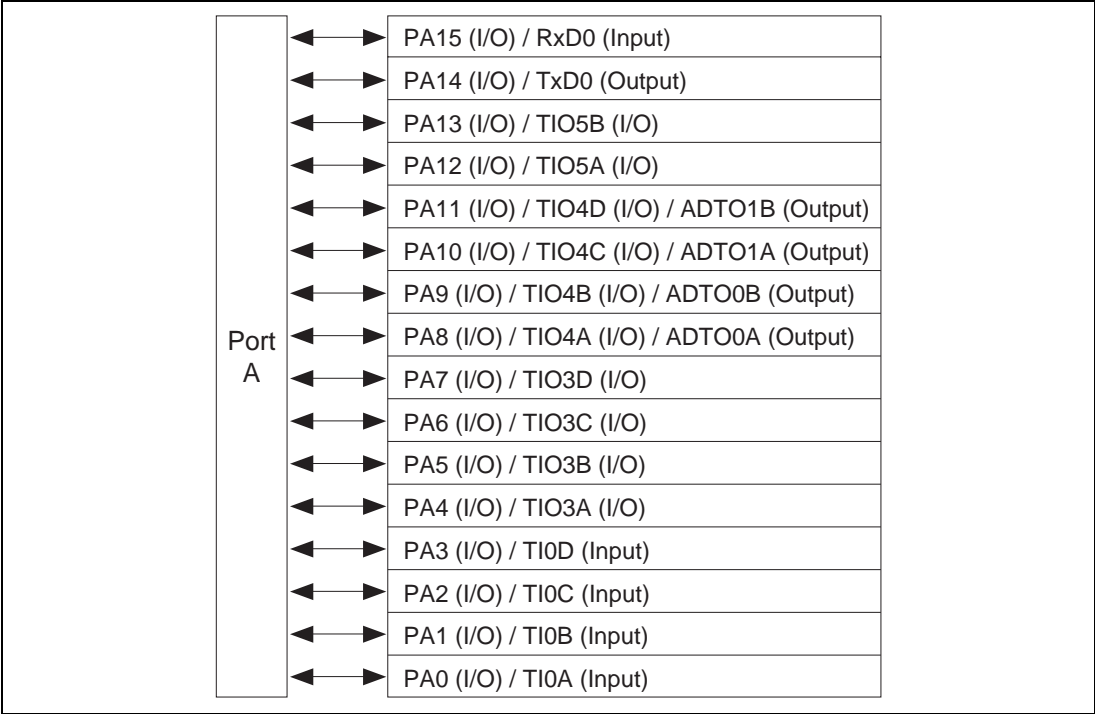 PA15 (I/O) / RxD0 (Input)
PA14 (I/O) / TxD0 (Output)
PA13 (I/O) / TIO5B (I/O)
PA12 (I/O) / TIO5A (I/O)
PA11 (I/O) / TIO4D (I/O) / ADTO1B (Output)
PA10 (I/O) / TIO4C (I/O) / ADTO1A (Output)
PA9 (I/O) / TIO4B (I/O) / ADTO0B (Output)
PA8 (I/O) / TIO4A (I/O) / ADTO0A (Output)
Port
A
PA7 (I/O) / TIO3D (I/O)
PA6 (I/O) / TIO3C (I/O)
PA5 (I/O) / TIO3B (I/O)
PA4 (I/O) / TIO3A (I/O)
PA3 (I/O) / TI0D (Input)
PA2 (I/O) / TI0C (Input)
PA1 (I/O) / TI0B (Input)
PA0 (I/O) / TI0A (Input)